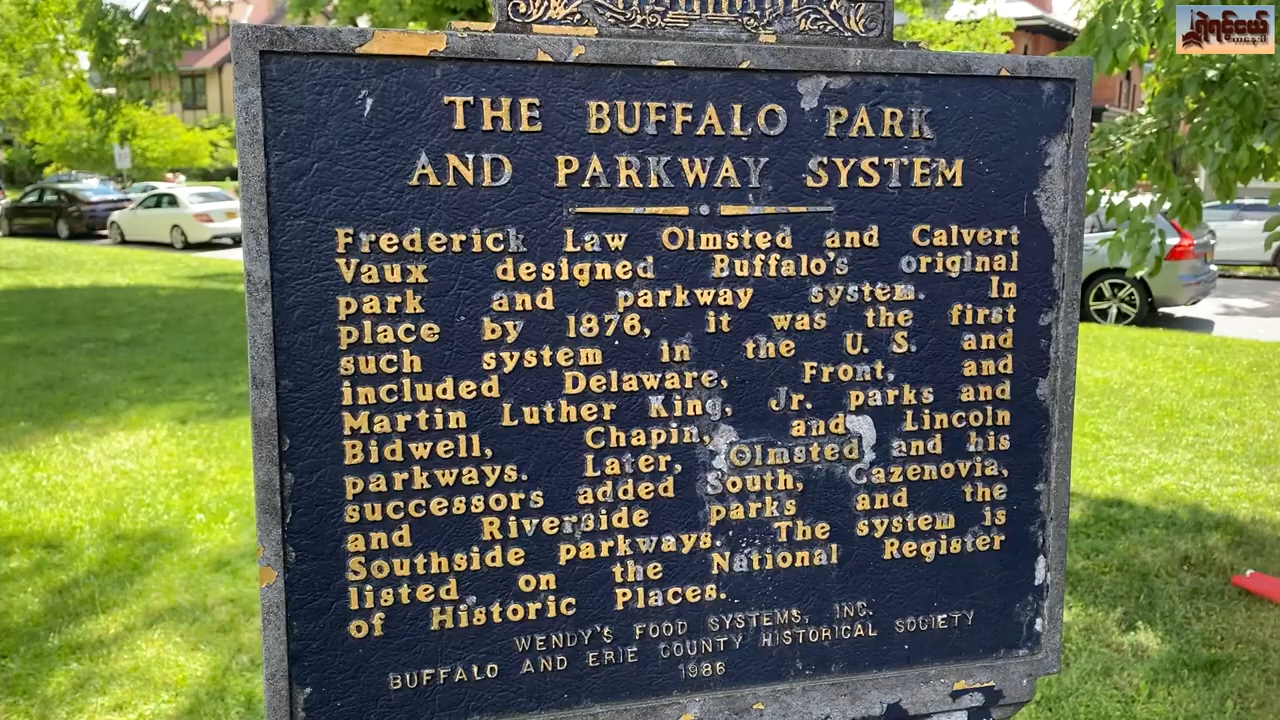 THE BUFFALO PARK
AND PARKWAY SYSTEM
Frederick Law Olmsted and Calvert
Vaux designed Buffalo's original
park and parkway system. In
place by 1876, it was the first
such system in the U. S. and
included Delaware, Front, and
Martin Luther King, Jr. parks and
Bidwell, Chapin, and Lincoln
parkways. Later, Olmsted and his
successors added South, Cazenovia,
and Riverside parks and the
Southside parkways. The system is
listed on the National Register
of Historic Places.
WENDY'S FOOD SYSTEMS, INC.
BUFFALO AND ERIE COUNTY HISTORICAL SOCIETY
1986